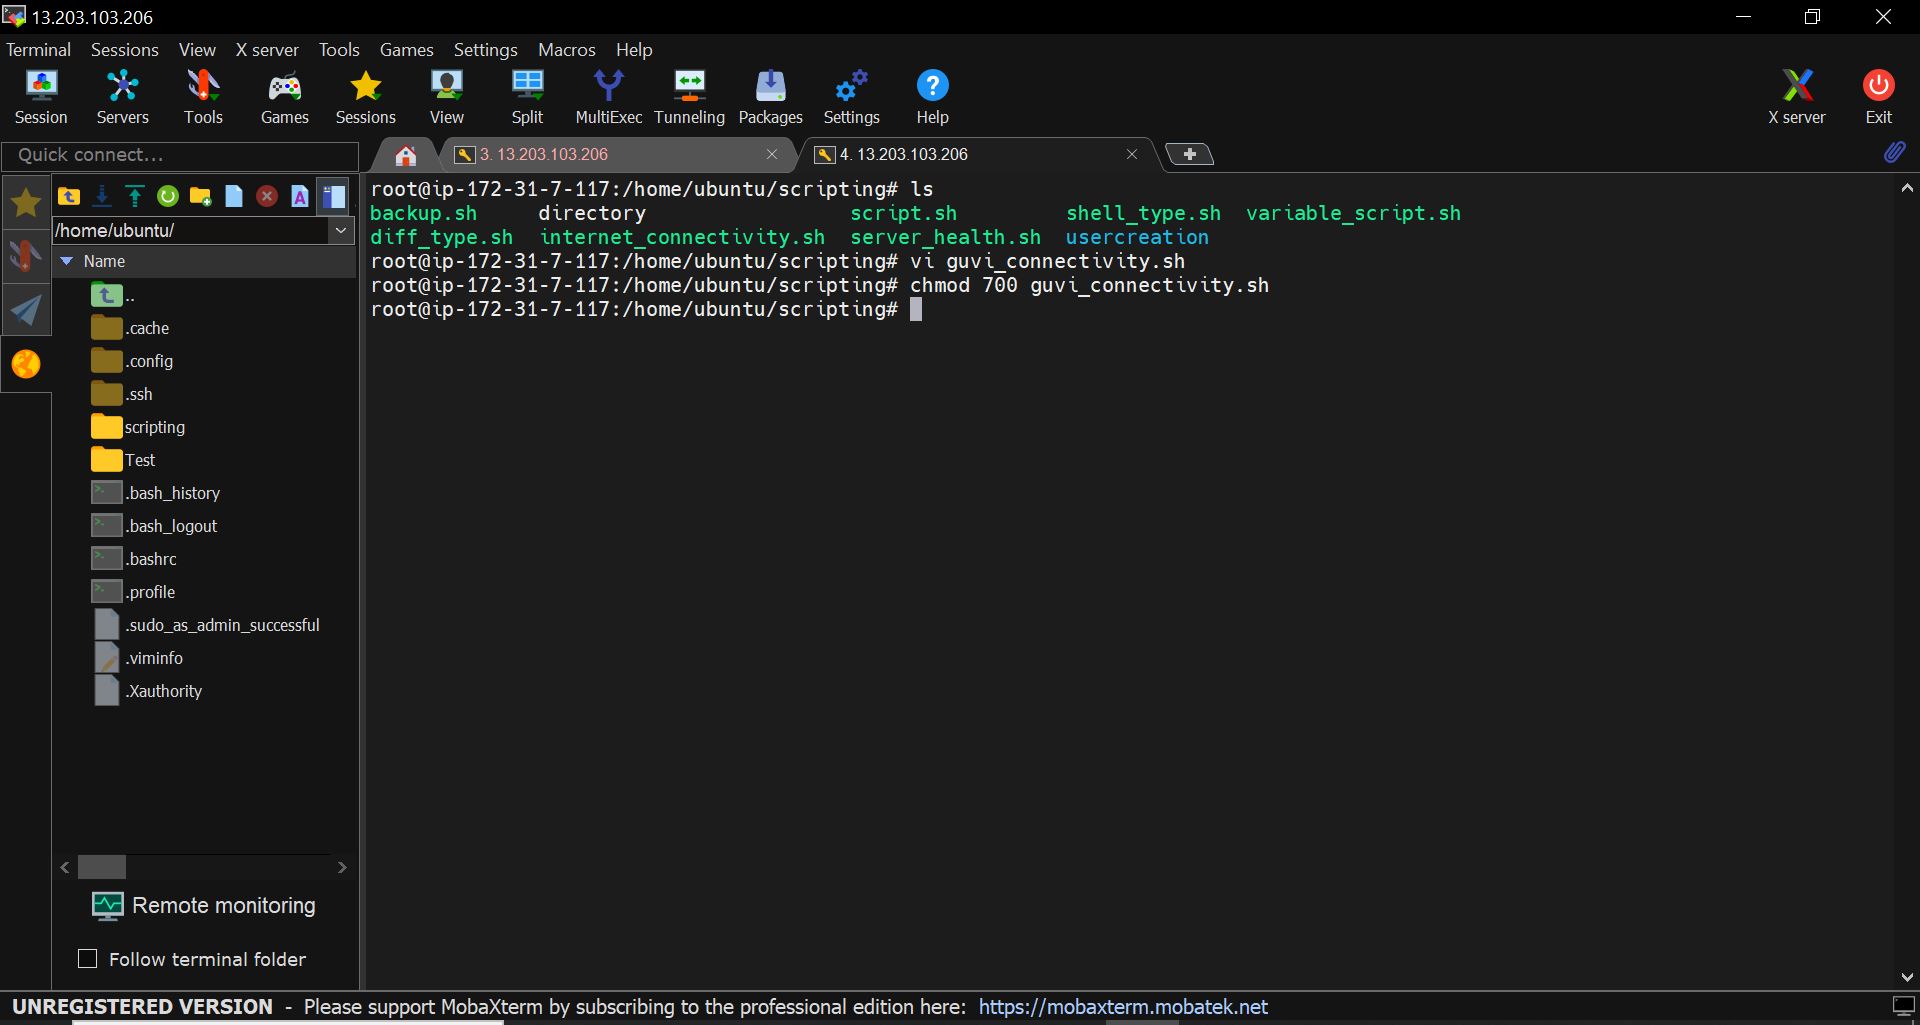 13.203.103.206
Terminal Sessions View X server Tools Games Settings Macros Help
Session Servers Tools Games Sessions View Split MultiExec Tunneling Packages Settings Help X server Exit
Quick connect...
3. 13.203.103.206
4. 13.203.103.206
/home/ubuntu/
Name
..
.cache
.config
.ssh
scripting
Test
.bash_history
.bash_logout
.bashrc
.profile
.sudo_as_admin_successful
.viminfo
.Xauthority
Remote monitoring
Follow terminal folder
root@ip-172-31-7-117:/home/ubuntu/scripting# ls
backup.sh directory script.sh shell_type.sh variable_script.sh
diff_type.sh internet_connectivity.sh server_health.sh usercreation
root@ip-172-31-7-117:/home/ubuntu/scripting# vi guvi_connectivity.sh
root@ip-172-31-7-117:/home/ubuntu/scripting# chmod 700 guvi_connectivity.sh
root@ip-172-31-7-117:/home/ubuntu/scripting#
UNREGISTERED VERSION - Please support MobaXterm by subscribing to the professional edition here: https://mobaxterm.mobatek.net